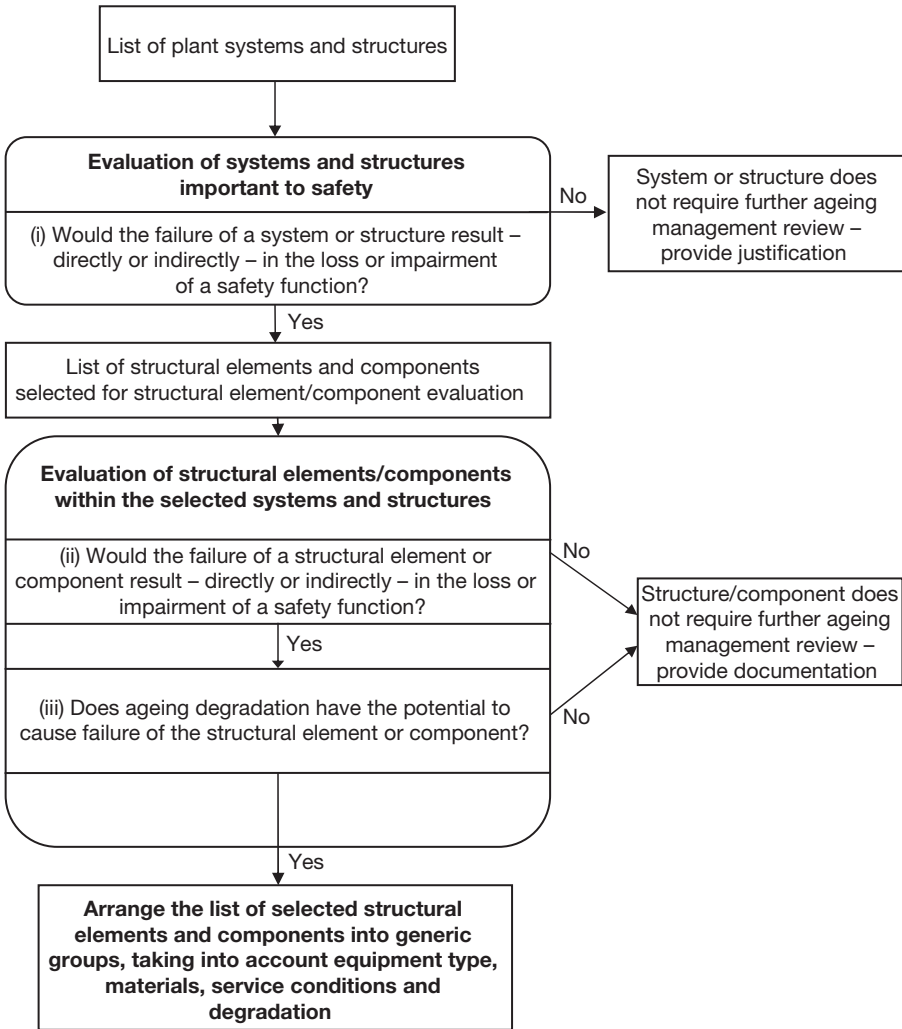 List of plant systems and structures
Evaluation of systems and structures
important to safety
No
System or structure does
not require further ageing
management review –
provide justification
(i) Would the failure of a system or structure result –
directly or indirectly – in the loss or impairment
of a safety function?
Yes
List of structural elements and components
selected for structural element/component evaluation
Evaluation of structural elements/components
within the selected systems and structures
(ii) Would the failure of a structural element or
component result – directly or indirectly – in the loss or
impairment of a safety function?
No
Structure/component does
not require further ageing
management review –
provide documentation
Yes
(iii) Does ageing degradation have the potential to
cause failure of the structural element or component?
No
Yes
Arrange the list of selected structural
elements and components into generic
groups, taking into account equipment type,
materials, service conditions and
degradation